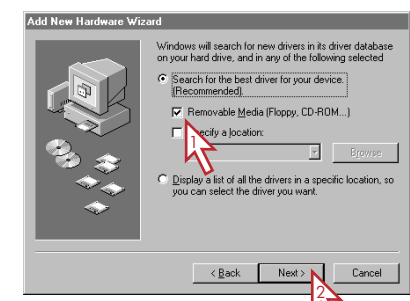 Add New Hardware Wizard
Windows will search for new drivers in its driver database
on your hard drive, and in any of the following selected
Search for the best driver for your device.
(Recommended).
Removable Media (Floppy, CD-ROM...)
1
Specify a location:
Browse
Display a list of all the drivers in a specific location, so
you can select the driver you want.
< Back
Next >
Cancel
2